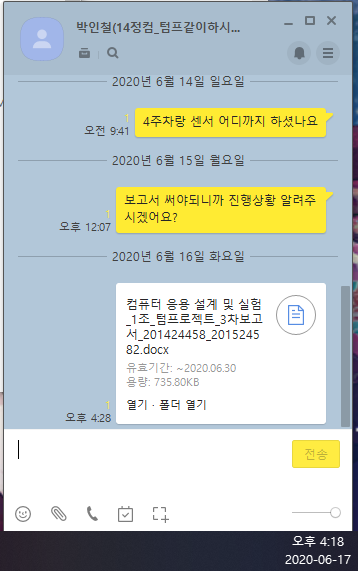 박인철(14정컴_텀프같이하시...
2020년 6월 14일 일요일
1
오전 9:41
4주차랑 센서 어디까지 하셨나요
2020년 6월 15일 월요일
1
오후 12:07
보고서 써야되니까 진행상황 알려주
시겠어요?
2020년 6월 16일 화요일
컴퓨터 응용 설계 및 실험
_1조_텀프로젝트_3차보고
서_201424458_2015245
82.docx
유효기간: ~2020.06.30
용량: 735.80KB
1
오후 4:28
열기 · 폴더 열기
전송
오후 4:18
2020-06-17